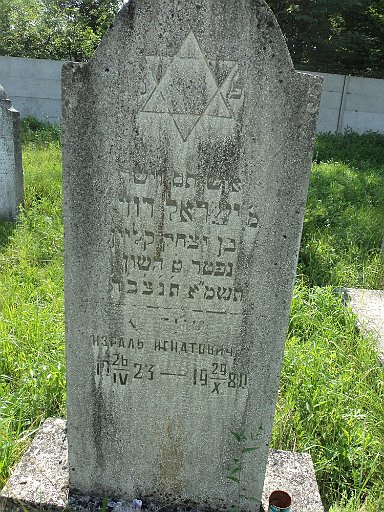 פ נ
איש תם וישר
ישראל דוד
בן יצחק
נפטר ט חשון
תשמ"א תנצבה
ИЗРАЛЬ ИГНАТОВИЧ
19 26/IV 23 — 19 29/X 80